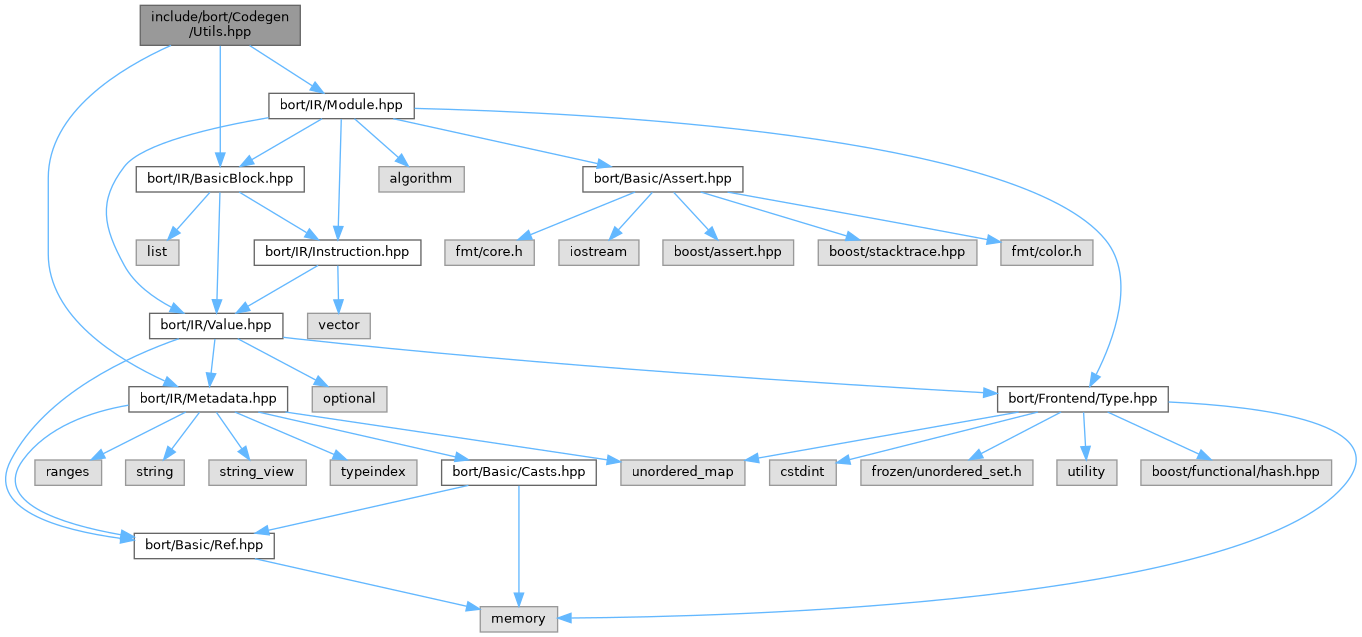 include/bort/Codegen
/Utils.hpp
bort/IR/Module.hpp
bort/IR/BasicBlock.hpp
algorithm
bort/Basic/Assert.hpp
list
bort/IR/Instruction.hpp
fmt/core.h
iostream
boost/assert.hpp
boost/stacktrace.hpp
fmt/color.h
bort/IR/Value.hpp
vector
bort/IR/Metadata.hpp
optional
bort/Frontend/Type.hpp
ranges
string
string_view
typeindex
bort/Basic/Casts.hpp
unordered_map
cstdint
frozen/unordered_set.h
utility
boost/functional/hash.hpp
bort/Basic/Ref.hpp
memory